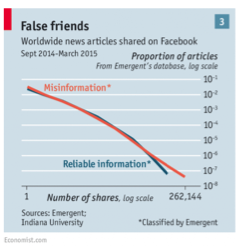 False friends
3
Worldwide news articles shared on Facebook
Sept 2014-March 2015
Proportion of articles
From Emergent's database, log scale
10-1
Misinformation*
10-2
10-3
10-4
10-5
Reliable information*
10-6
10-7
10-8
1
Number of shares, log scale
262,144
Sources: Emergent;
Indiana University
*Classified by Emergent
Economist.com